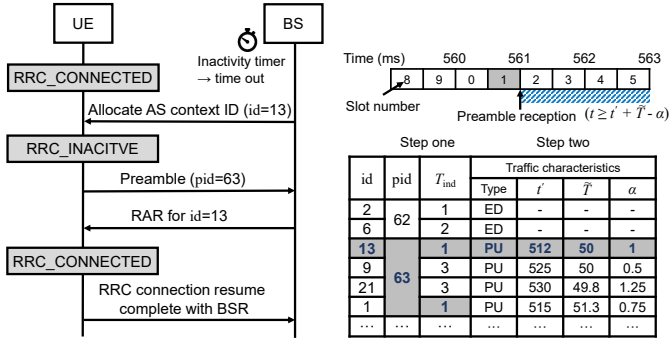 UE
BS
Inactivity timer
→ time out
RRC_CONNECTED
Allocate AS context ID (id=13)
RRC_INACITVE
Preamble (pid=63)
RAR for id=13
RRC_CONNECTED
RRC connection resume
complete with BSR
Time (ms) 560 561 562 563
8 9 0 1 2 3 4 5
Slot number
Preamble reception (t ≥ t′ + T̃ - α)
Step one Step two
id pid T_ind Traffic characteristics
Type t′ T̃ α
2 62 1 ED - - -
6 2 ED - - -
13 63 1 PU 512 50 1
9 3 PU 525 50 0.5
21 3 PU 530 49.8 1.25
1 1 PU 515 51.3 0.75
... ... ... ... ... ...